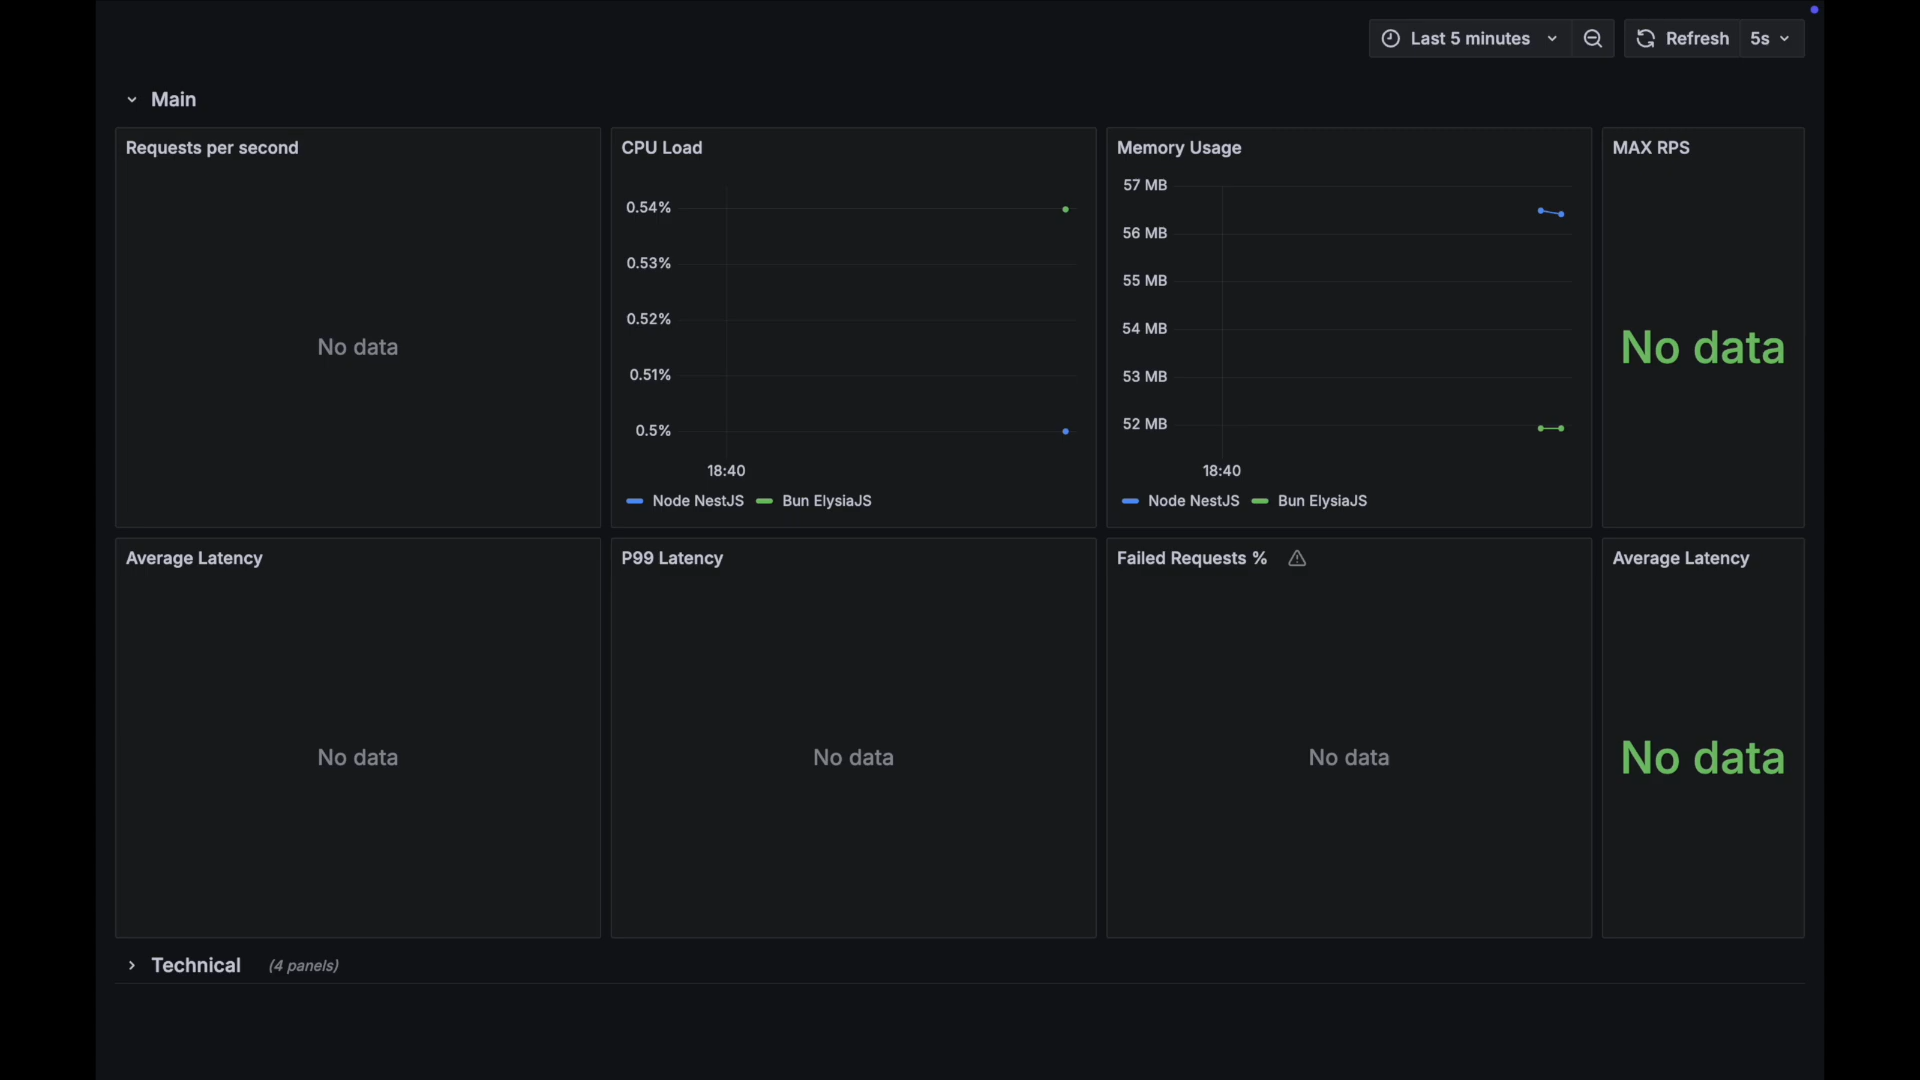 Last 5 minutes
Refresh
5s
Main
Requests per second
No data
CPU Load
0.54%
0.53%
0.52%
0.51%
0.5%
18:40
Node NestJS
Bun ElysiaJS
Memory Usage
57 MB
56 MB
55 MB
54 MB
53 MB
52 MB
18:40
Node NestJS
Bun ElysiaJS
MAX RPS
No data
Average Latency
No data
P99 Latency
No data
Failed Requests %
No data
Average Latency
No data
Technical (4 panels)